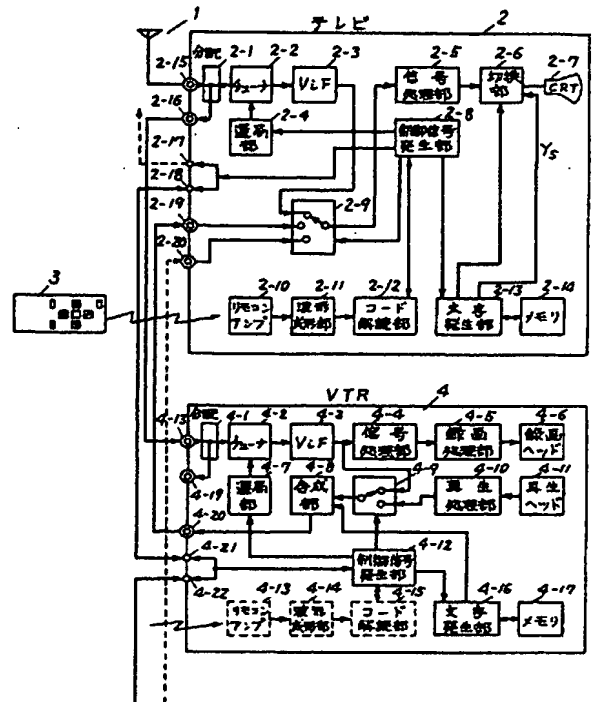 1
テレビ
2
2-15
分配
2-1
2-2
2-3
2-5
2-6
2-7
チューナ
ViF
信号
処理部
切換
部
CRT
2-16
2-4
選局
部
2-8
制御信号
発生部
2-17
2-18
Ys
2-19
2-9
2-20
3
2-10
2-11
2-12
2-13
2-14
リモコン
アンプ
波形
成形部
コード
解読部
文字
発生部
メモリ
VTR
4
4-13
分配
4-1
4-2
4-3
4-4
4-5
4-6
チューナ
ViF
信号
処理部
録画
処理部
録画
ヘッド
4-19
4-7
4-8
4-9
4-10
4-11
選局
部
合成
部
再生
処理部
再生
ヘッド
4-20
4-21
4-12
制御信号
発生部
4-22
4-13
4-14
4-15
4-16
4-17
リモコン
アンプ
波形
成形部
コード
解読部
文字
発生部
メモリ